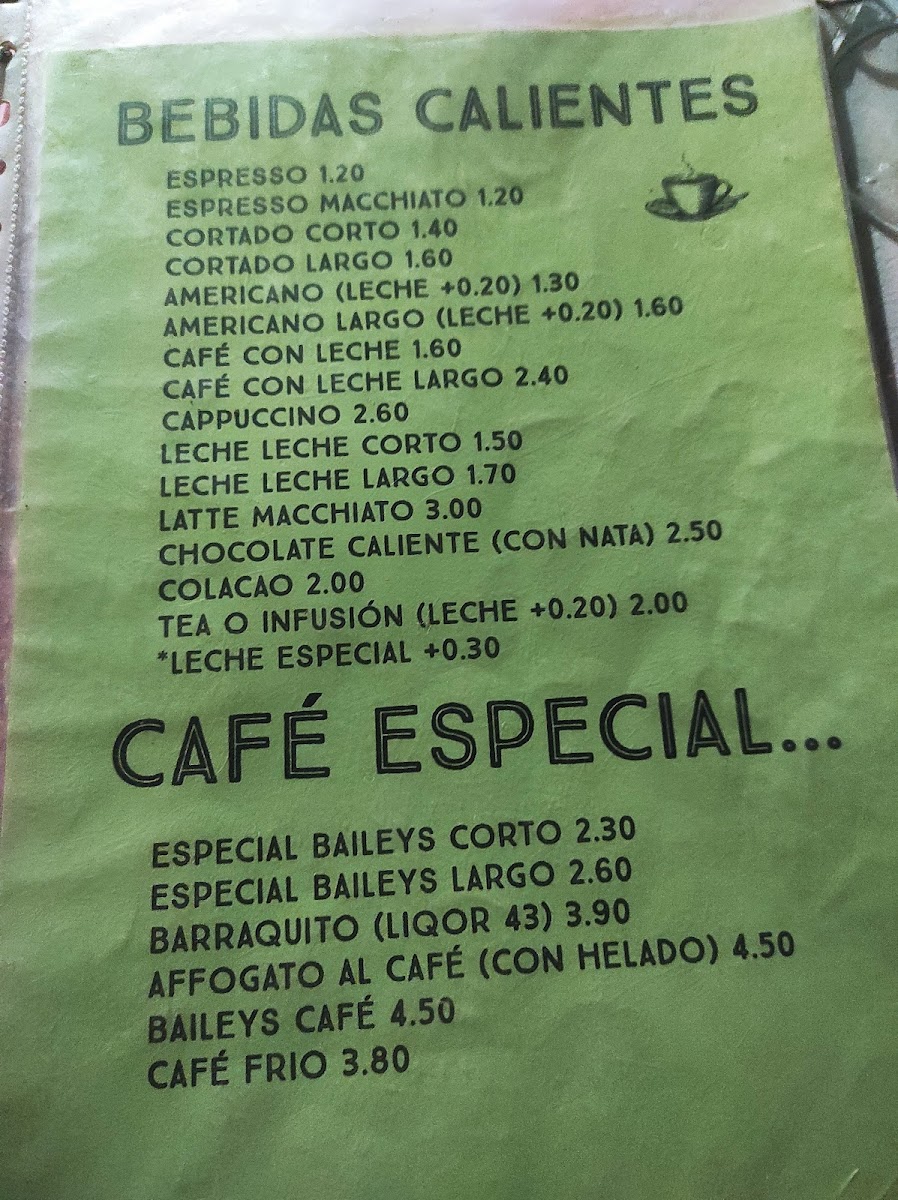 BEBIDAS CALIENTES
ESPRESSO 1.20
ESPRESSO MACCHIATO 1.20
CORTADO CORTO 1.40
CORTADO LARGO 1.60
AMERICANO (LECHE +0.20) 1.30
AMERICANO LARGO (LECHE +0.20) 1.60
CAFÉ CON LECHE 1.60
CAFÉ CON LECHE LARGO 2.40
CAPPUCCINO 2.60
LECHE LECHE CORTO 1.50
LECHE LECHE LARGO 1.70
LATTE MACCHIATO 3.00
CHOCOLATE CALIENTE (CON NATA) 2.50
COLACAO 2.00
TEA O INFUSIÓN (LECHE +0.20) 2.00
*LECHE ESPECIAL +0.30
CAFÉ ESPECIAL...
ESPECIAL BAILEYS CORTO 2.30
ESPECIAL BAILEYS LARGO 2.60
BARRAQUITO (LIQOR 43) 3.90
AFFOGATO AL CAFÉ (CON HELADO) 4.50
BAILEYS CAFÉ 4.50
CAFÉ FRIO 3.80